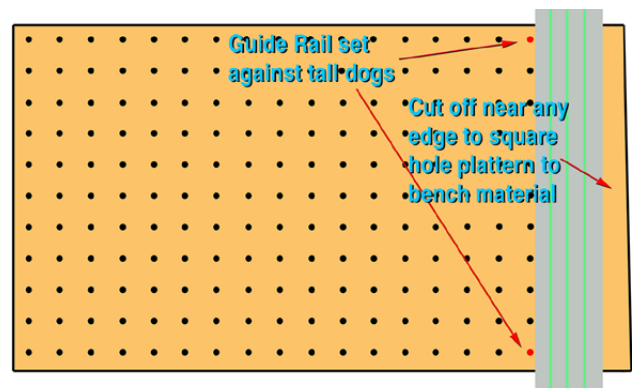 Guide Rail set
against tall dogs
Cut off near any
edge to square
hole plattern to
bench material